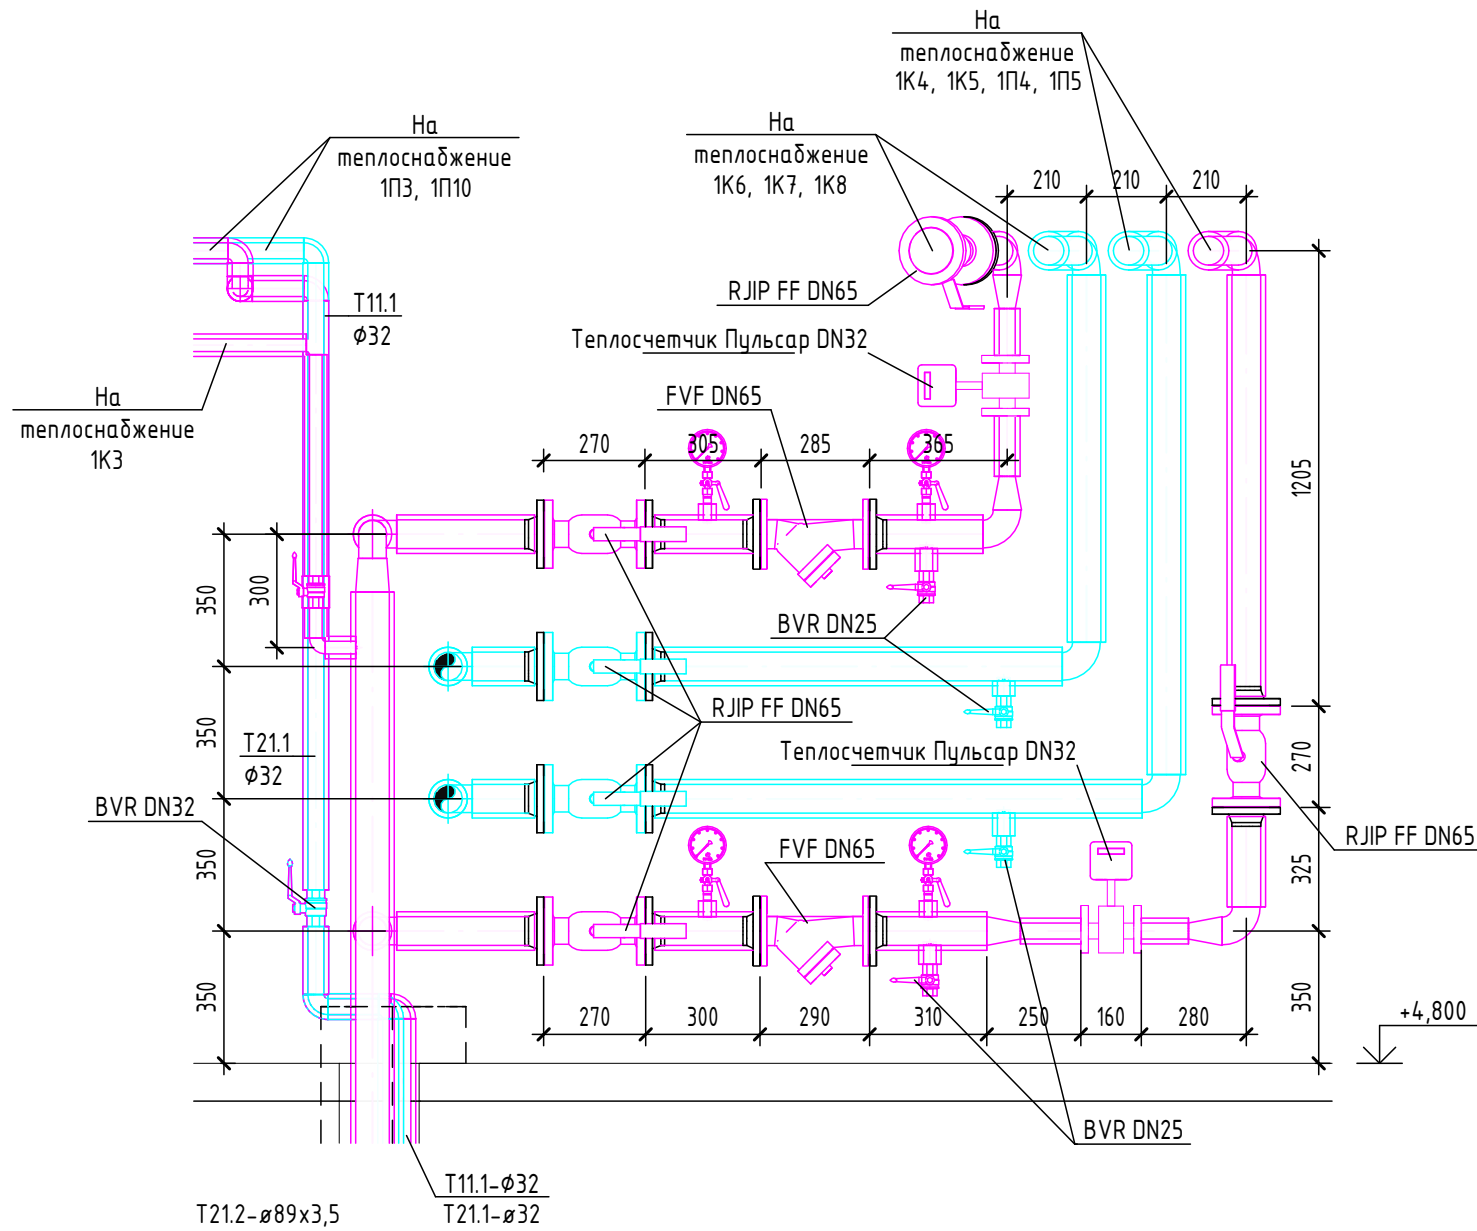 На
теплоснабжение
1К4, 1К5, 1П4, 1П5
На
теплоснабжение
1П3, 1П10
На
теплоснабжение
1К6, 1К7, 1К8
210
210
210
RJIP FF DN65
Т11.1
ϕ32
Теплосчетчик Пульсар DN32
На
теплоснабжение
1К3
FVF DN65
270
305
285
365
1205
350
300
BVR DN25
350
RJIP FF DN65
Т21.1
ϕ32
Теплосчетчик Пульсар DN32
270
BVR DN32
RJIP FF DN65
350
FVF DN65
325
350
270
300
290
310
250
160
280
350
+4,800
BVR DN25
Т11.1-ϕ32
Т21.2-ø89х3,5
Т21.1-ø32